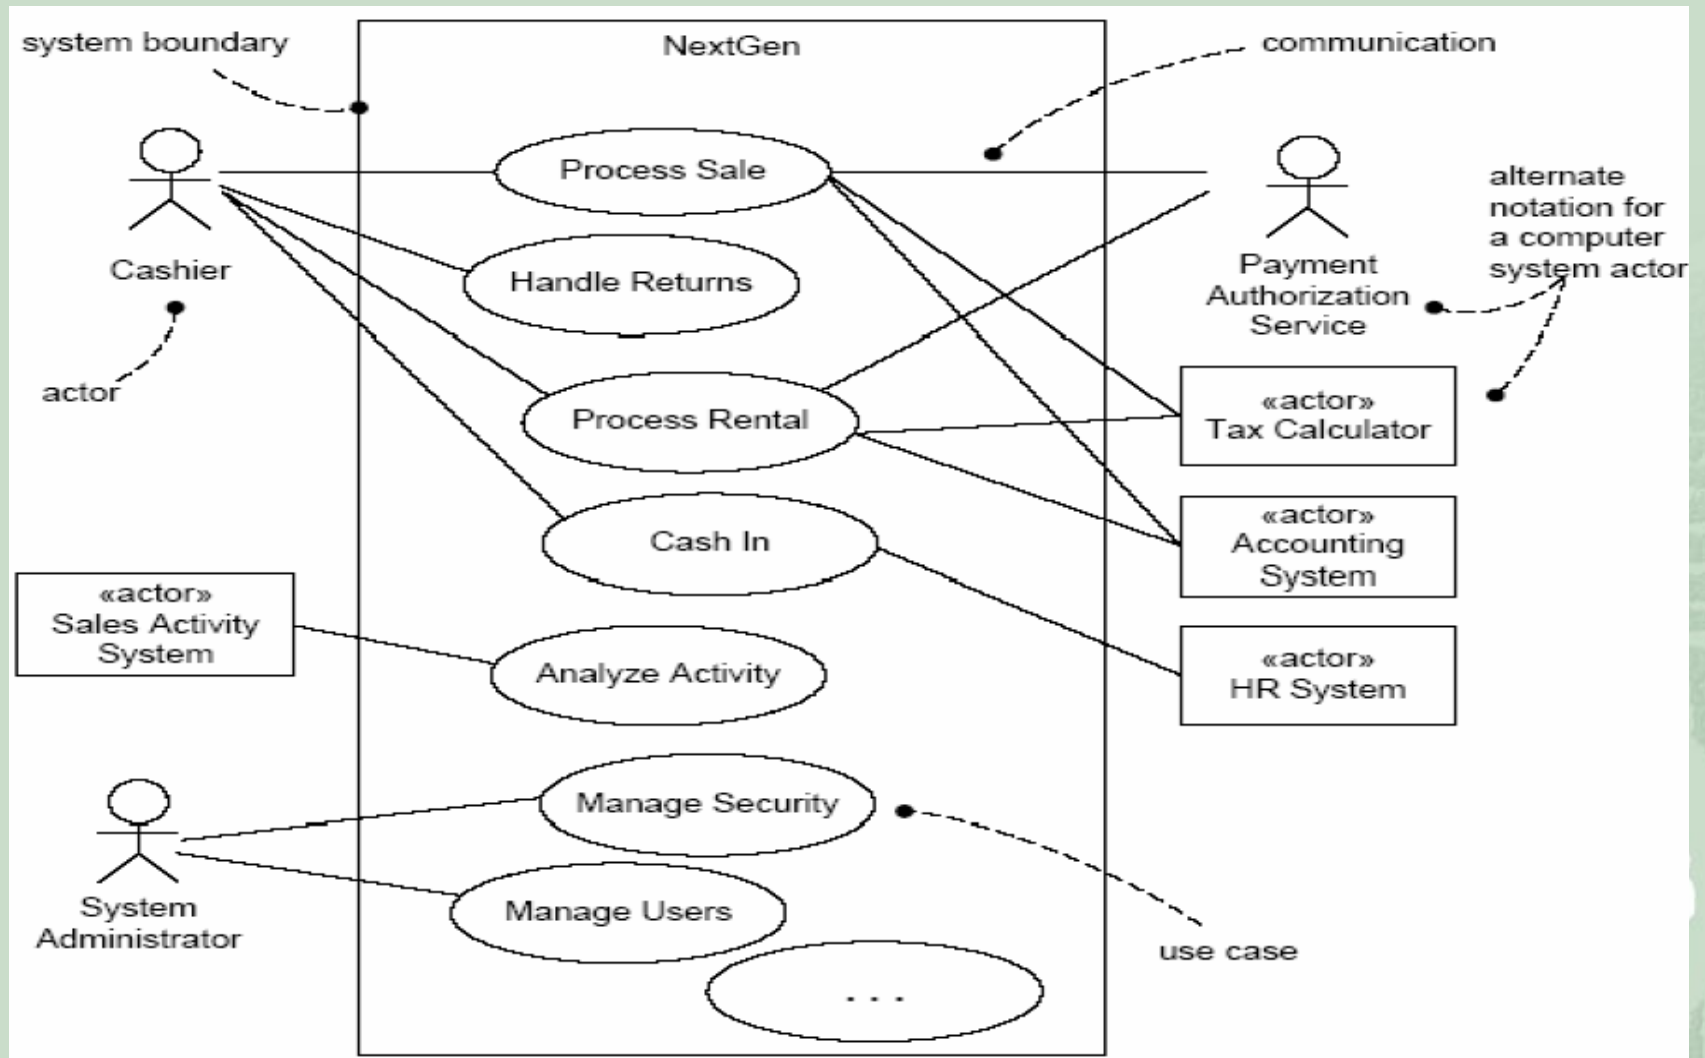 system boundary
NextGen
communication
Process Sale
alternate
notation for
a computer
system actor
Cashier
Handle Returns
Payment
Authorization
Service
actor
Process Rental
«actor»
Tax Calculator
Cash In
«actor»
Accounting
System
«actor»
Sales Activity
System
Analyze Activity
«actor»
HR System
Manage Security
System
Administrator
Manage Users
use case
. . .